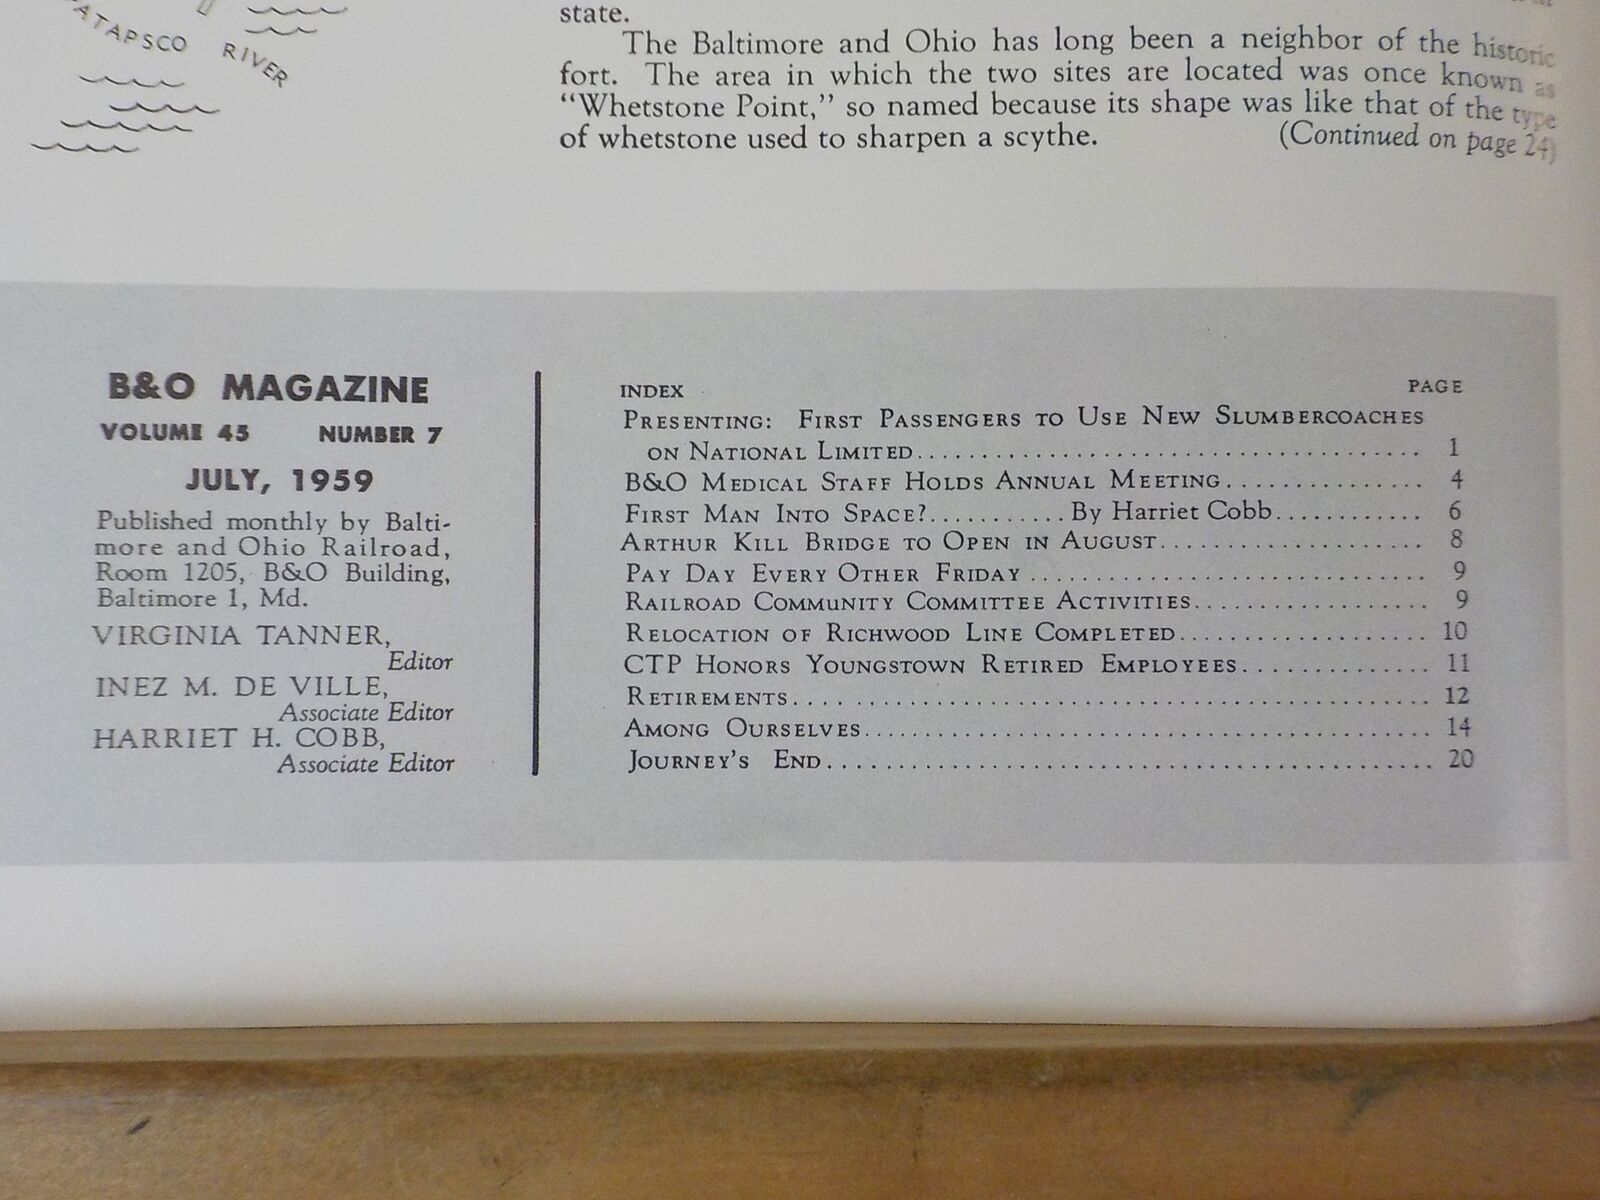 PATAPSCO RIVER
state.
The Baltimore and Ohio has long been a neighbor of the historic
fort. The area in which the two sites are located was once known as
“Whetstone Point,” so named because its shape was like that of the type
of whetstone used to sharpen a scythe. (Continued on page 24)
B&O MAGAZINE
VOLUME 45 NUMBER 7
JULY, 1959
Published monthly by Balti-
more and Ohio Railroad,
Room 1205, B&O Building,
Baltimore 1, Md.
VIRGINIA TANNER,
Editor
INEZ M. DE VILLE,
Associate Editor
HARRIET H. COBB,
Associate Editor
INDEX PAGE
PRESENTING: FIRST PASSENGERS TO USE NEW SLUMBERCOACHES
ON NATIONAL LIMITED 1
B&O MEDICAL STAFF HOLDS ANNUAL MEETING 4
FIRST MAN INTO SPACE? By Harriet Cobb 6
ARTHUR KILL BRIDGE TO OPEN IN AUGUST 8
PAY DAY EVERY OTHER FRIDAY 9
RAILROAD COMMUNITY COMMITTEE ACTIVITIES 9
RELOCATION OF RICHWOOD LINE COMPLETED 10
CTP HONORS YOUNGSTOWN RETIRED EMPLOYEES 11
RETIREMENTS 12
AMONG OURSELVES 14
JOURNEY'S END 20